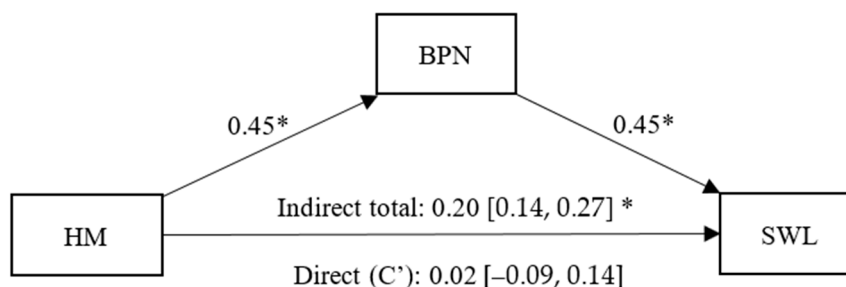 BPN
0.45*
0.45*
Indirect total: 0.20 [0.14, 0.27] *
HM
SWL
Direct (C’): 0.02 [–0.09, 0.14]